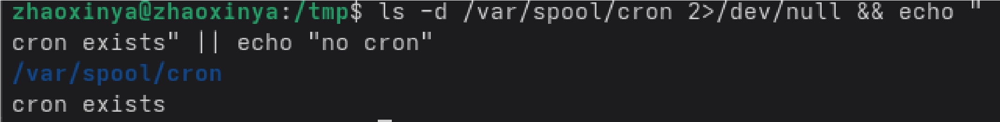 zhaoxinya@zhaoxinya:/tmp$ ls -d /var/spool/cron 2>/dev/null && echo "
cron exists" || echo "no cron"
/var/spool/cron
cron exists